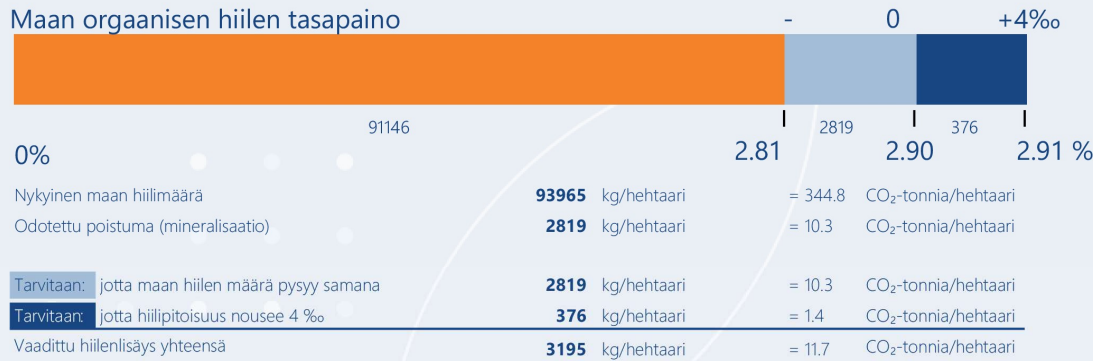 Maan orgaanisen hiilen tasapaino - 0 +4‰
91146 2819 376
0% 2.81 2.90 2.91 %
Nykyinen maan hiilimäärä 93965 kg/hehtaari = 344.8 CO₂-tonnia/hehtaari
Odotettu poistuma (mineralisaatio) 2819 kg/hehtaari = 10.3 CO₂-tonnia/hehtaari
Tarvitaan: jotta maan hiilen määrä pysyy samana 2819 kg/hehtaari = 10.3 CO₂-tonnia/hehtaari
Tarvitaan: jotta hiilipitoisuus nousee 4 ‰ 376 kg/hehtaari = 1.4 CO₂-tonnia/hehtaari
Vaadittu hiilenlisäys yhteensä 3195 kg/hehtaari = 11.7 CO₂-tonnia/hehtaari